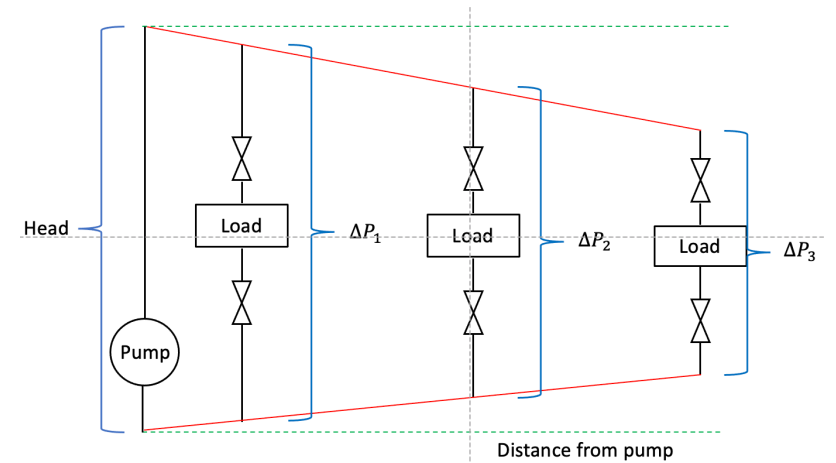 Head
Pump
Load
ΔP₁
Load
ΔP₂
Load
ΔP₃
Distance from pump